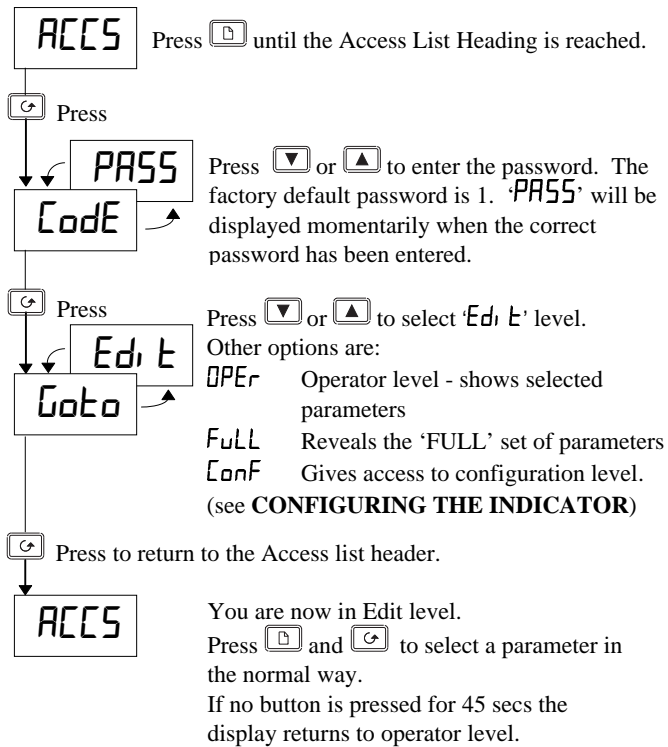 ACCS
Press until the Access List Heading is reached.
Press
PASS
CodE
Press or to enter the password. The
factory default password is 1. ‘PASS’ will be
displayed momentarily when the correct
password has been entered.
Press
Edit
Goto
Press or to select ‘Edit’ level.
Other options are:
OPEr Operator level - shows selected
parameters
FuLL Reveals the ‘FULL’ set of parameters
ConF Gives access to configuration level.
(see CONFIGURING THE INDICATOR)
Press to return to the Access list header.
ACCS
You are now in Edit level.
Press and to select a parameter in
the normal way.
If no button is pressed for 45 secs the
display returns to operator level.